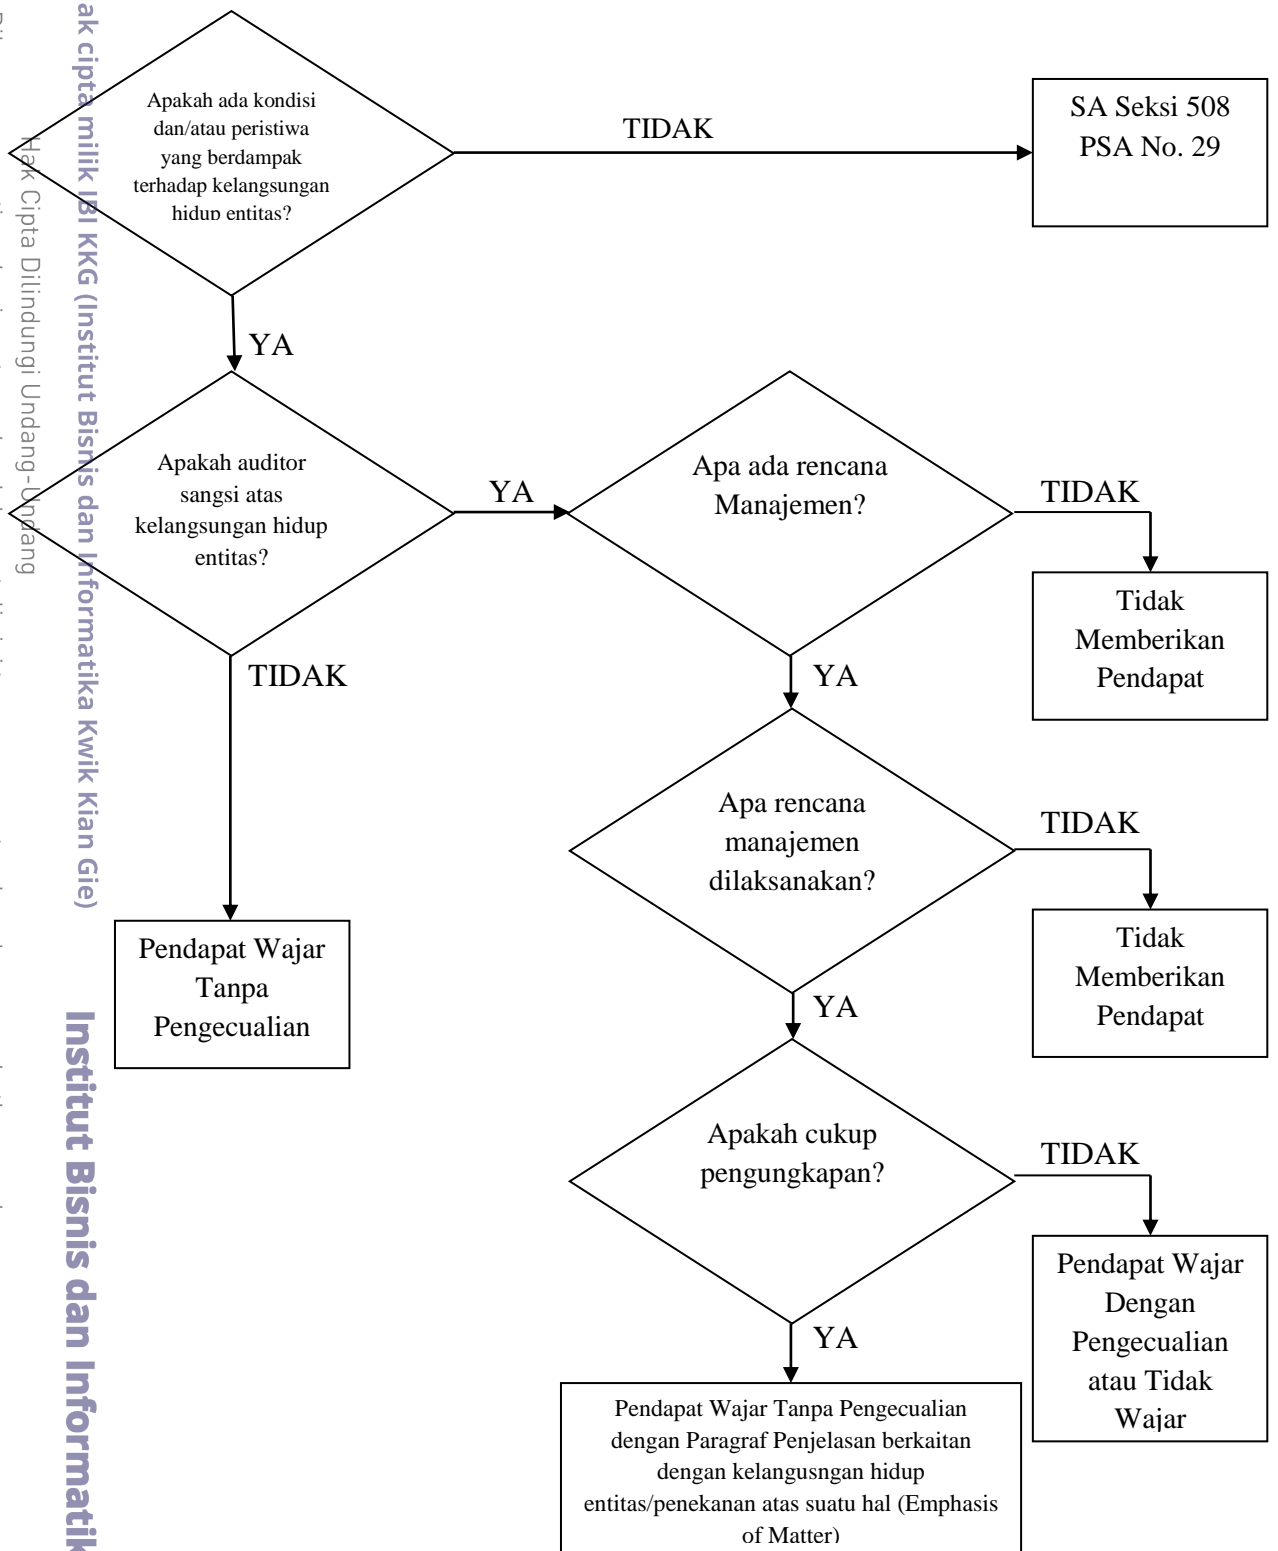 Apakah ada kondisi
dan/atau peristiwa
yang berdampak
terhadap kelangsungan
hidup entitas?
TIDAK
SA Seksi 508
PSA No. 29
YA
Apakah auditor
sangsi atas
kelangsungan hidup
entitas?
YA
Apa ada rencana
Manajemen?
TIDAK
Tidak
Memberikan
Pendapat
TIDAK
YA
Apa rencana
manajemen
dilaksanakan?
TIDAK
Tidak
Memberikan
Pendapat
Pendapat Wajar
Tanpa
Pengecualian
YA
Apakah cukup
pengungkapan?
TIDAK
Pendapat Wajar
Dengan
Pengecualian
atau Tidak
Wajar
YA
Pendapat Wajar Tanpa Pengecualian
dengan Paragraf Penjelasan berkaitan
dengan kelangusngan hidup
entitas/penekanan atas suatu hal (Emphasis
of Matter)
ak cipta milik IBI KKG (Institut Bisnis dan Informatika Kwik Kian Gie)
Hak Cipta Dilindungi Undang-Undang
Institut Bisnis dan Informatik